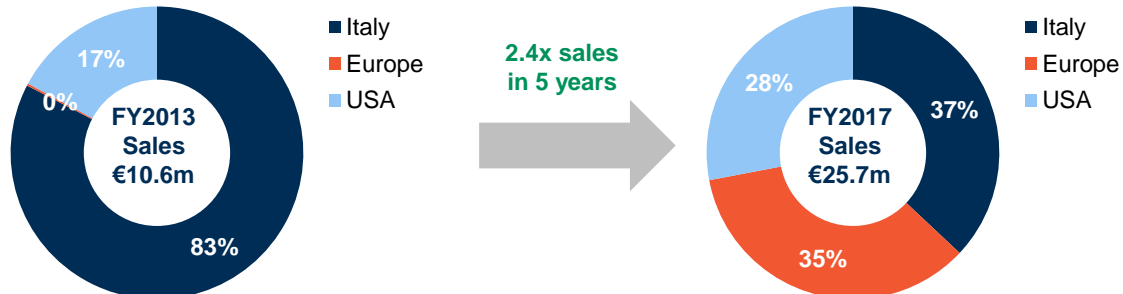 17%
0%
83%
FY2013
Sales
€10.6m
Italy
Europe
USA
2.4x sales
in 5 years
28%
37%
35%
FY2017
Sales
€25.7m
Italy
Europe
USA